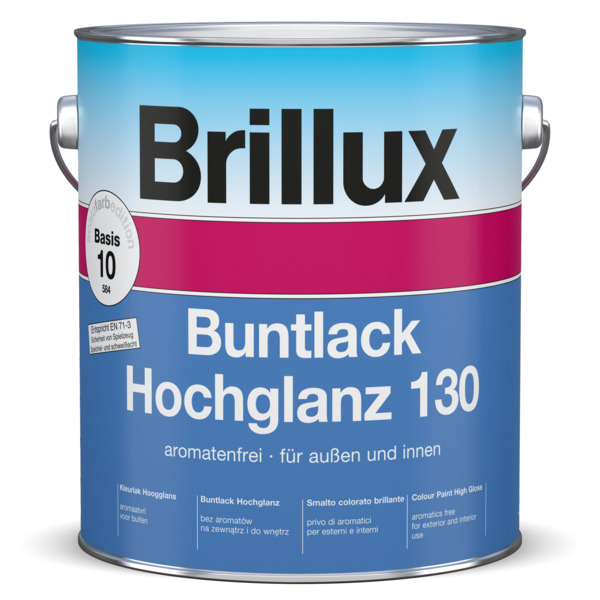 Brillux
farbedition
Basis
10
584
Entspricht EN 71-3
Sicherheit von Spielzeug
Speichel- und schweißecht
Buntlack
Hochglanz 130
aromatenfrei · für außen und innen
Kleurlak Hoogglans
aromaatvrij
voor buiten
Buntlack Hochglanz
bez aromatów
na zewnątrz i do wnętrz
Smalto colorato brillante
privo di aromatici
per esterni e interni
Colour Paint High Gloss
aromatics free
for exterior and interior
use